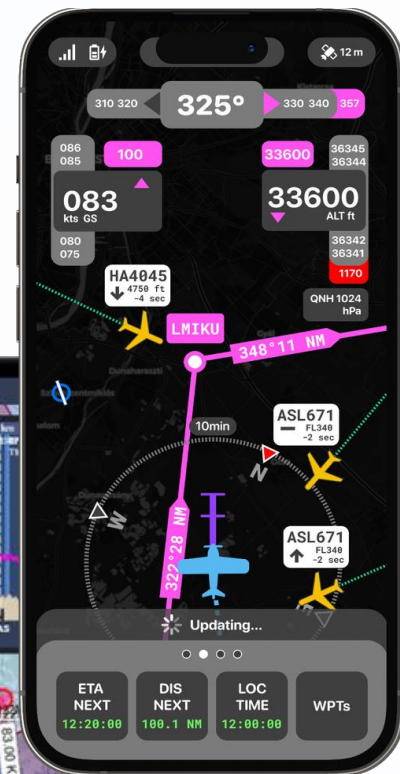 12 m
310 320
325°
330 340
357
086
085
100
33600
36345
36344
083
kts GS
33600
ALT ft
080
075
36342
36341
1170
QNH 1024
hPa
HA4045
4750 ft
-4 sec
LMIKU
348°11 NM
Dunaharaszti
10min
ASL671
FL340
-2 sec
N
W
322°28 NM
ASL671
FL340
-2 sec
Updating...
ETA
NEXT
12:20:00
DIS
NEXT
100.1 NM
LOC
TIME
12:00:00
WPTs
83.00 K